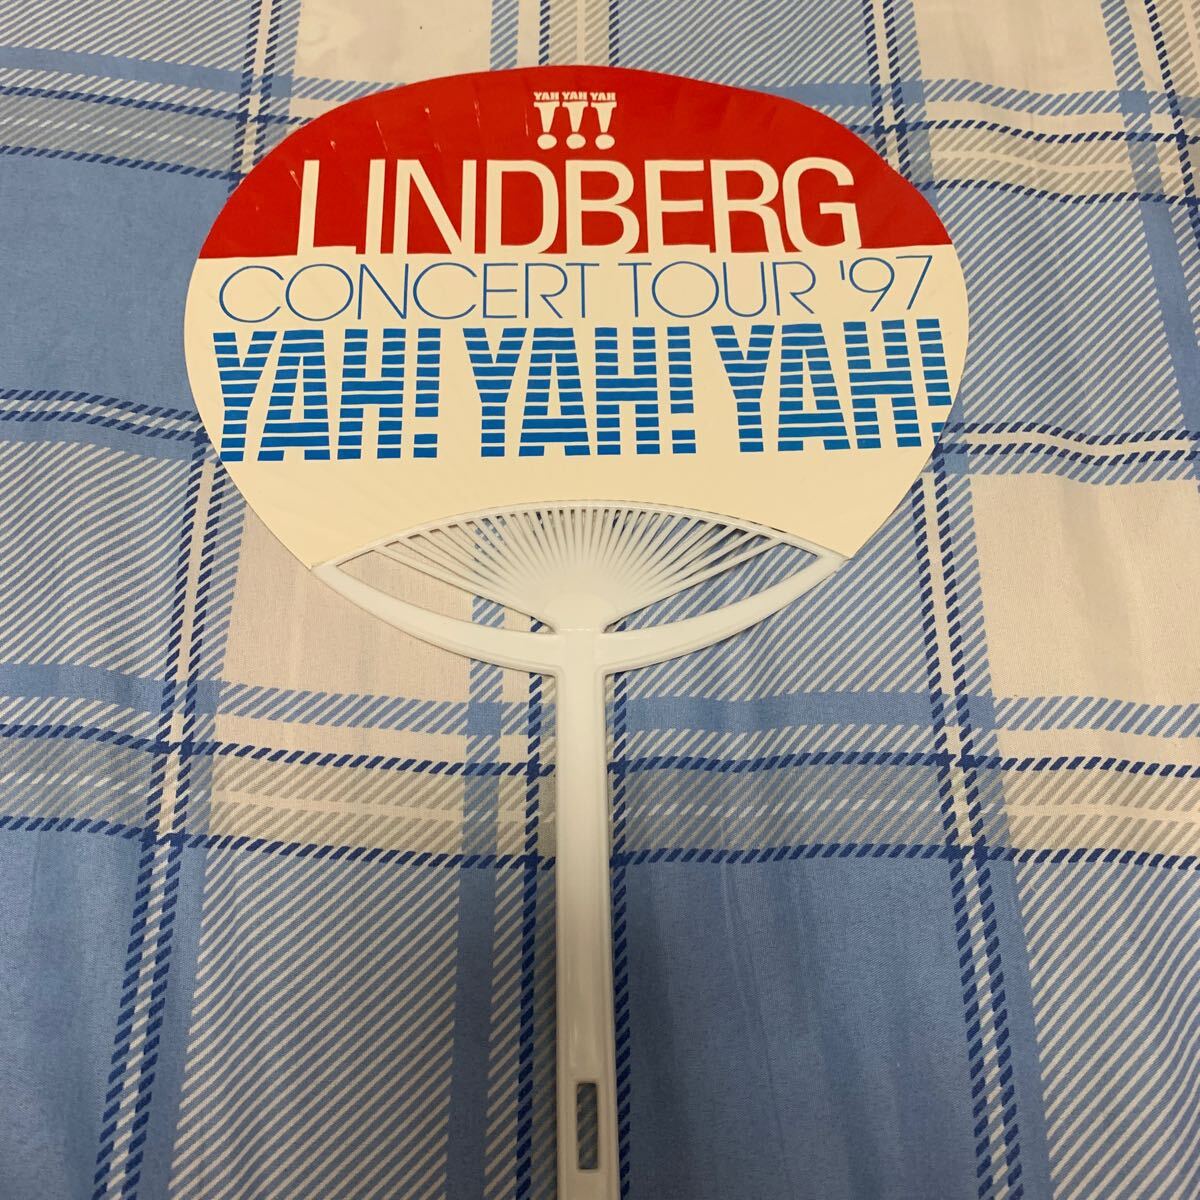 YAH YAH YAH
!!!
LINDBERG
CONCERT TOUR '97
YAH! YAH! YAH!